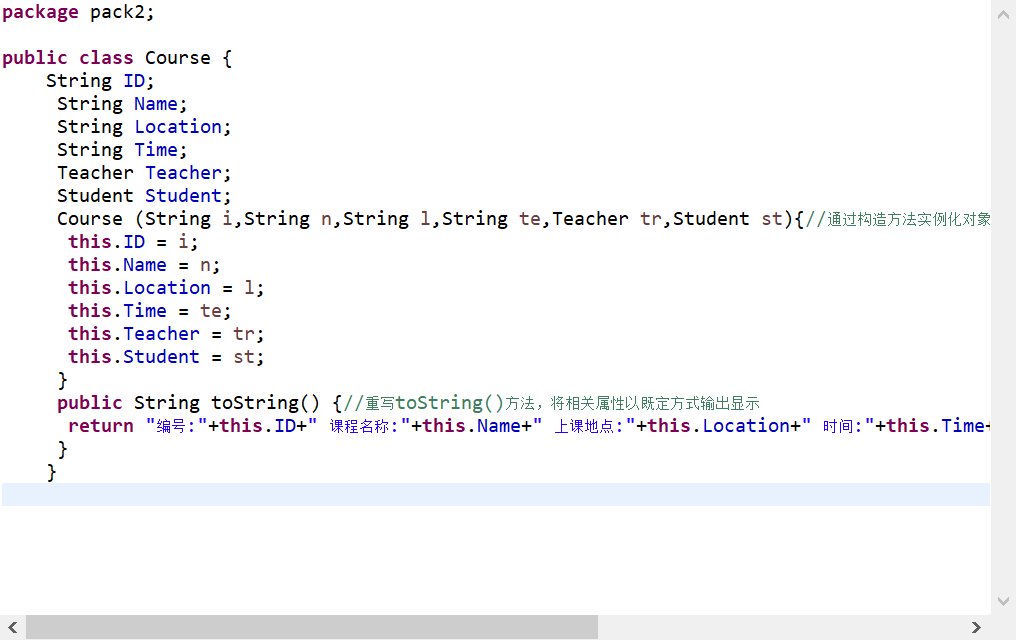 package pack2;
public class Course {
String ID;
String Name;
String Location;
String Time;
Teacher Teacher;
Student Student;
Course (String i,String n,String l,String te,Teacher tr,Student st){//通过构造方法实例化对象
this.ID = i;
this.Name = n;
this.Location = l;
this.Time = te;
this.Teacher = tr;
this.Student = st;
}
public String toString() {//重写toString()方法，将相关属性以既定方式输出显示
return "编号:"+this.ID+" 课程名称:"+this.Name+" 上课地点:"+this.Location+" 时间:"+this.Time+
}
}